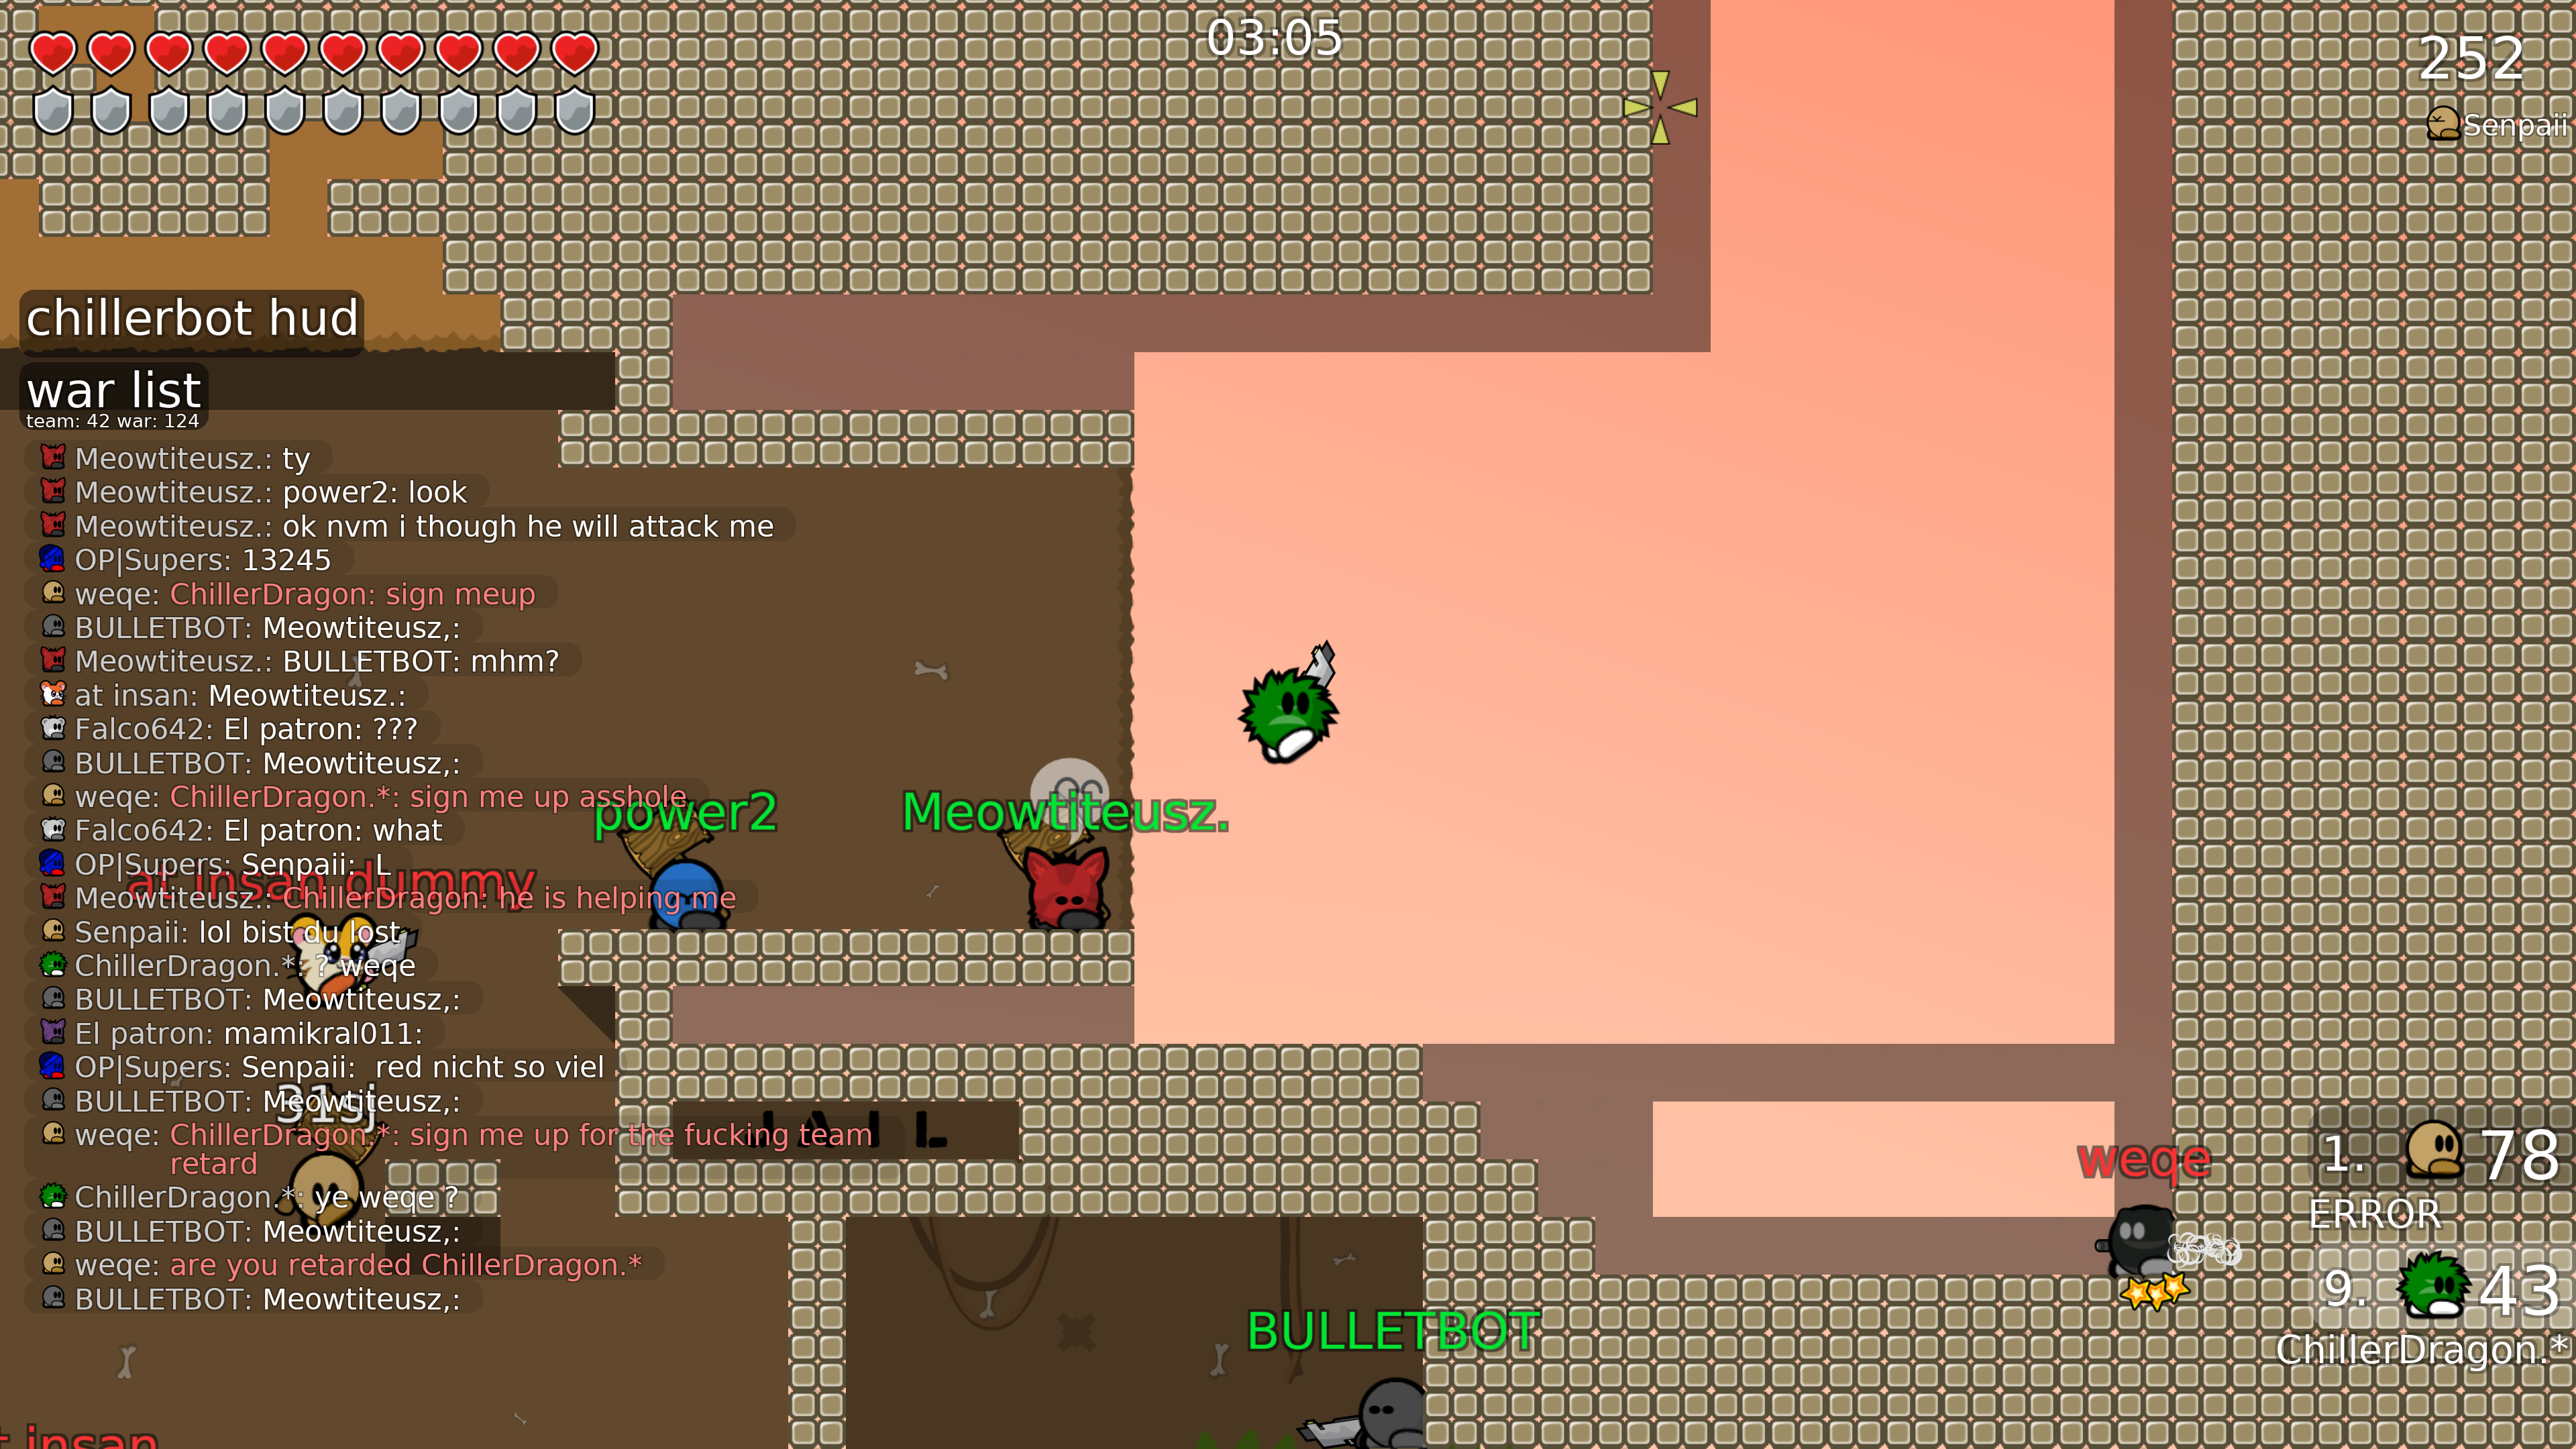 03:05
252
Senpaii
chillerbot hud
war list
team: 42 war: 124
Meowtiteusz.: ty
Meowtiteusz.: power2: look
Meowtiteusz.: ok nvm i though he will attack me
OP|Supers: 13245
weqe: ChillerDragon: sign meup
BULLETBOT: Meowtiteusz,:
Meowtiteusz.: BULLETBOT: mhm?
at insan: Meowtiteusz.:
Falco642: El patron: ???
BULLETBOT: Meowtiteusz,:
weqe: ChillerDragon.*: sign me up asshole
Falco642: El patron: what
OP|Supers: Senpaii: L
Meowtiteusz.: ChillerDragon: he is helping me
Senpaii: lol bist du lost
ChillerDragon.*: ? weqe
BULLETBOT: Meowtiteusz,:
El patron: mamikral011:
OP|Supers: Senpaii:  red nicht so viel
BULLETBOT: Meowtiteusz,:
weqe: ChillerDragon.*: sign me up for the fucking team
retard
ChillerDragon.*: ye weqe ?
BULLETBOT: Meowtiteusz,:
weqe: are you retarded ChillerDragon.*
BULLETBOT: Meowtiteusz,:
power2
Meowtiteusz.
at insan dummy
31sj
JAIL
weqe
BULLETBOT
t insan
1. 78
ERROR
9. 43
ChillerDragon.*